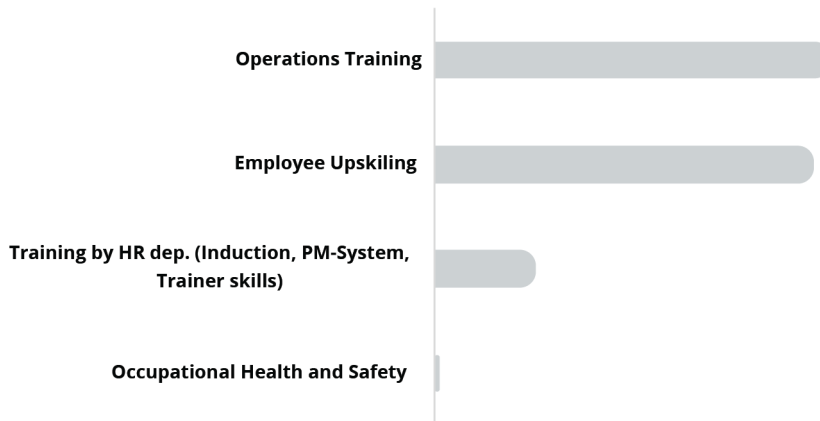 Operations Training
Employee Upskiling
Training by HR dep. (Induction, PM-System,
Trainer skills)
Occupational Health and Safety